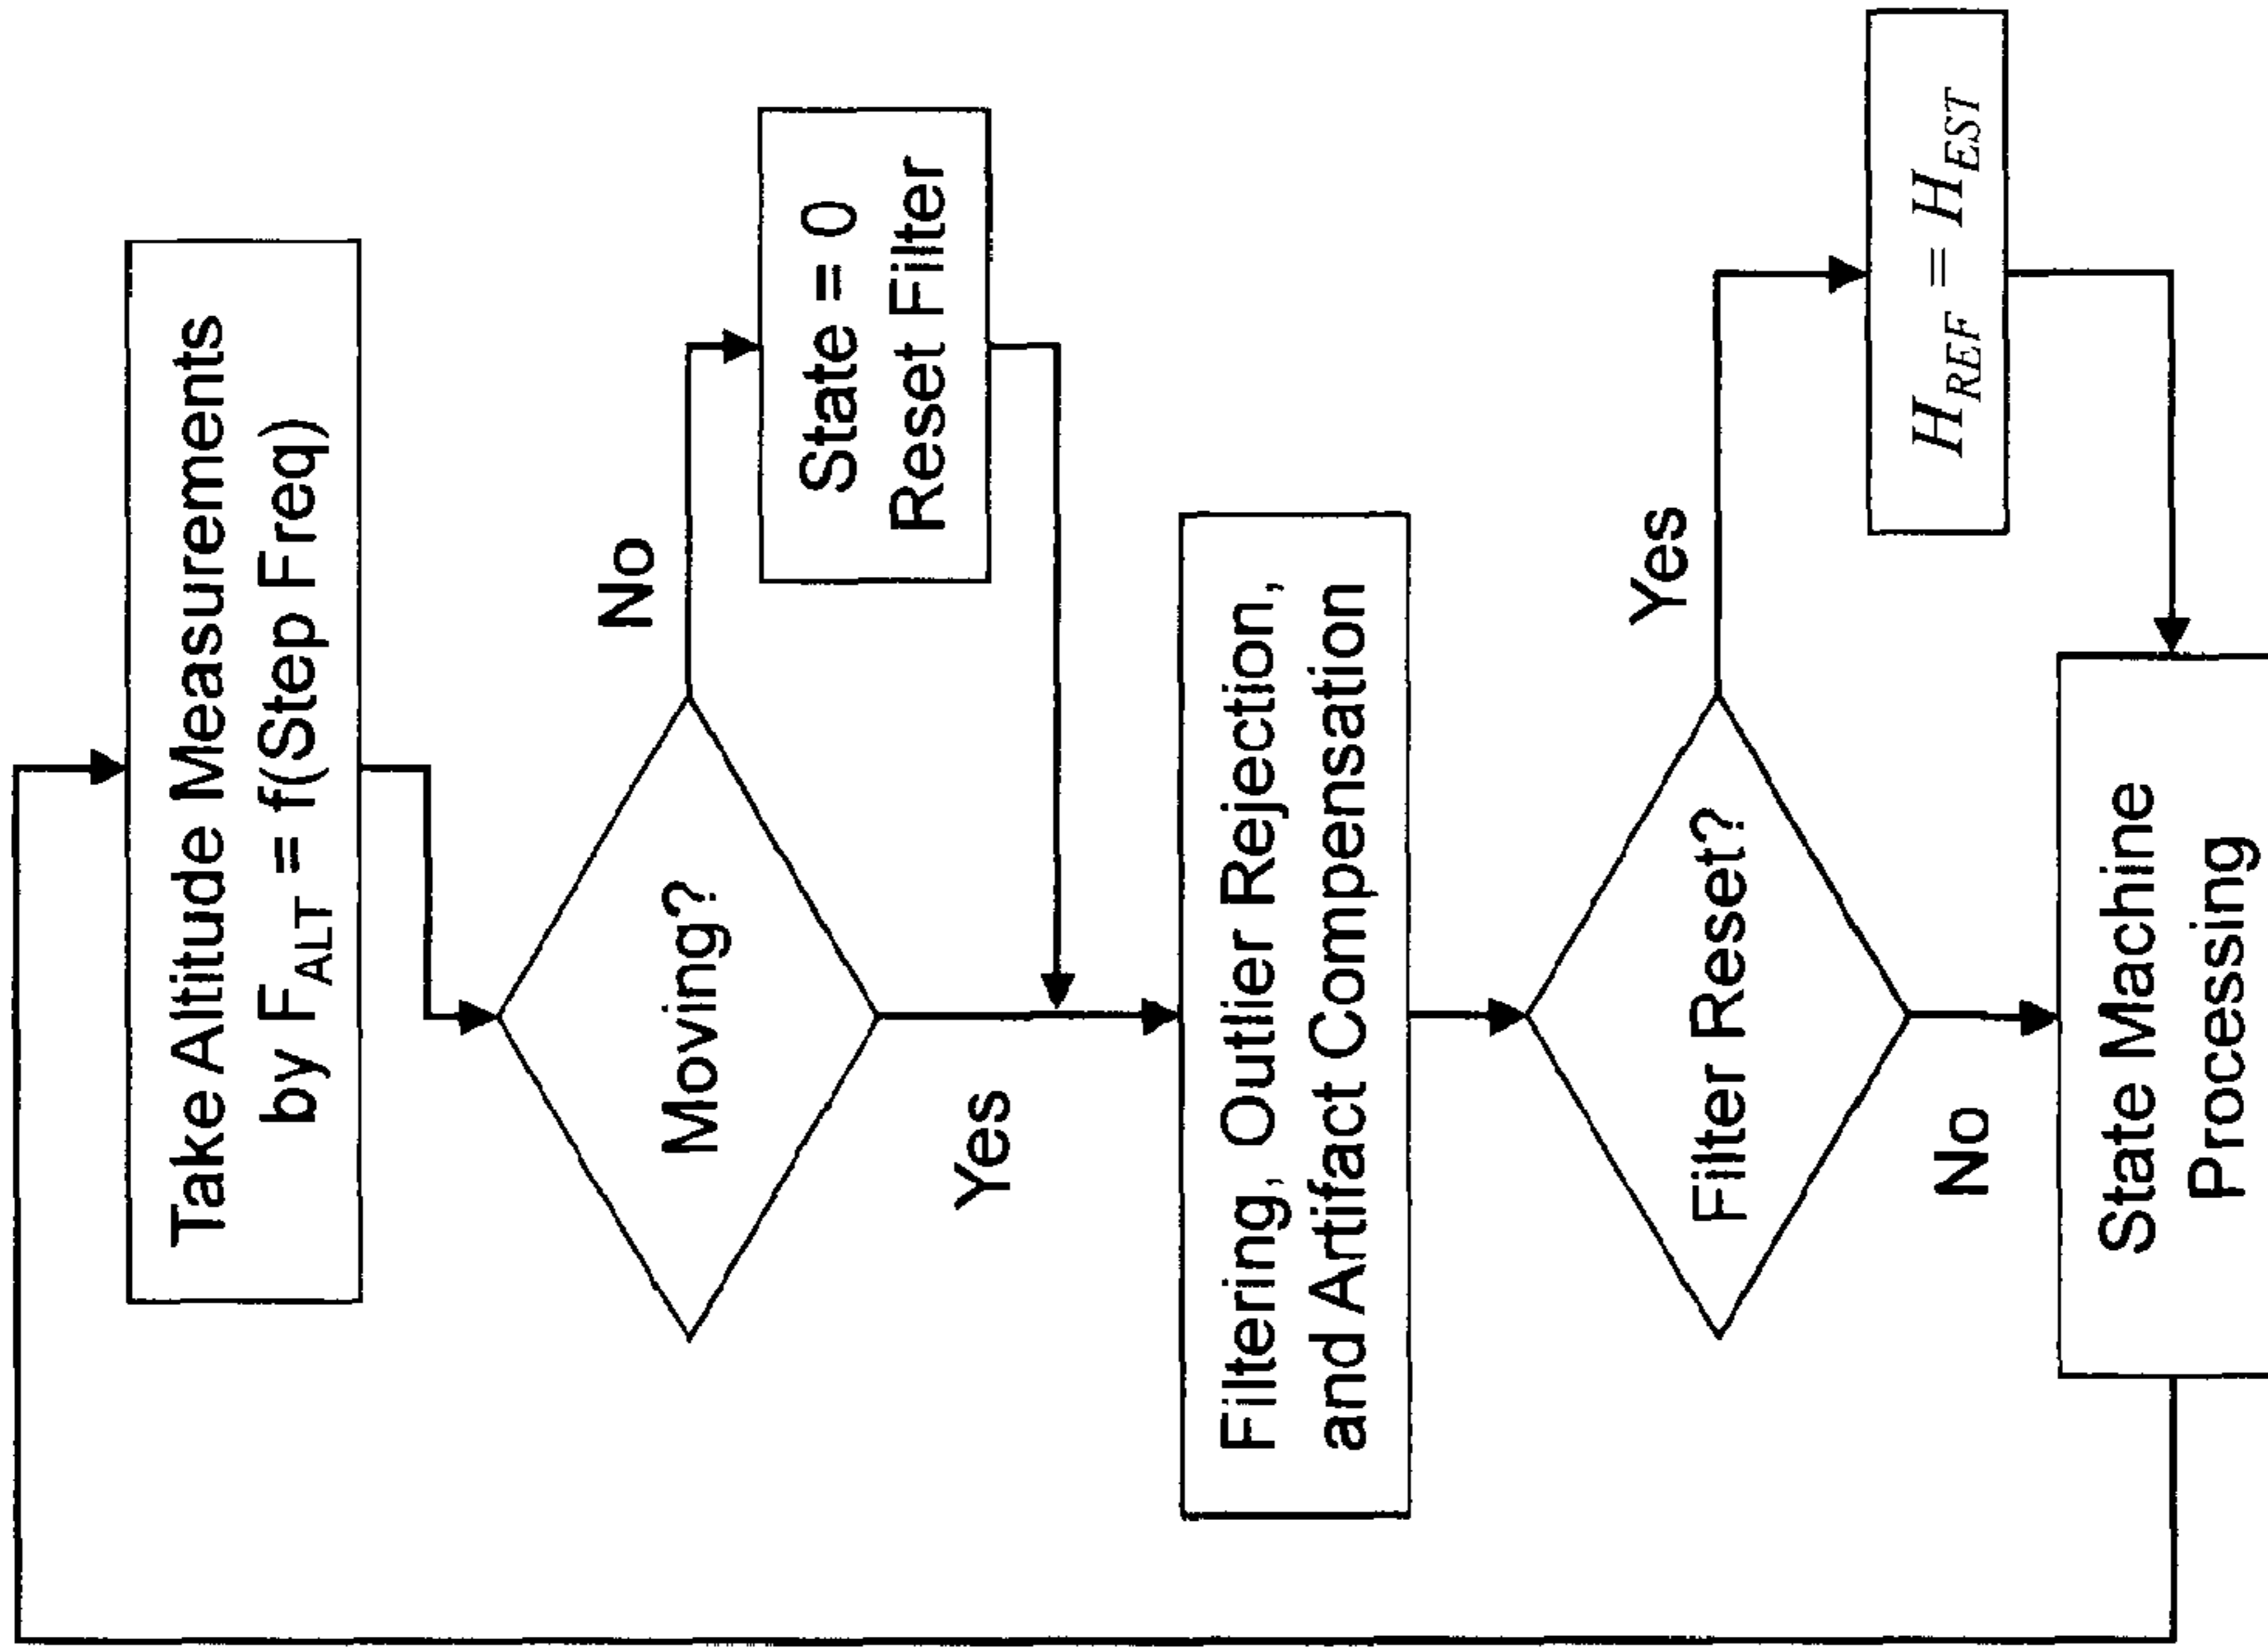 Take Altitude Measurements
by F_ALT = f(Step Freq)
Moving?
No
State = 0
Reset Filter
Yes
Filtering, Outlier Rejection,
and Artifact Compensation
Filter Reset?
Yes
H_REF = H_EST
No
State Machine
Processing